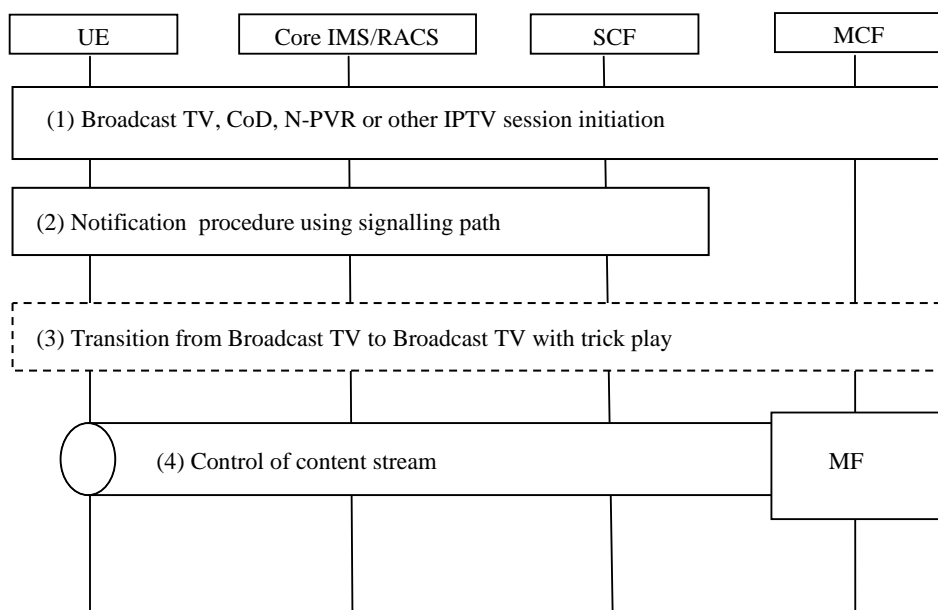 UE
Core IMS/RACS
SCF
MCF
(1) Broadcast TV, CoD, N-PVR or other IPTV session initiation
(2) Notification  procedure using signalling path
(3) Transition from Broadcast TV to Broadcast TV with trick play
(4) Control of content stream
MF